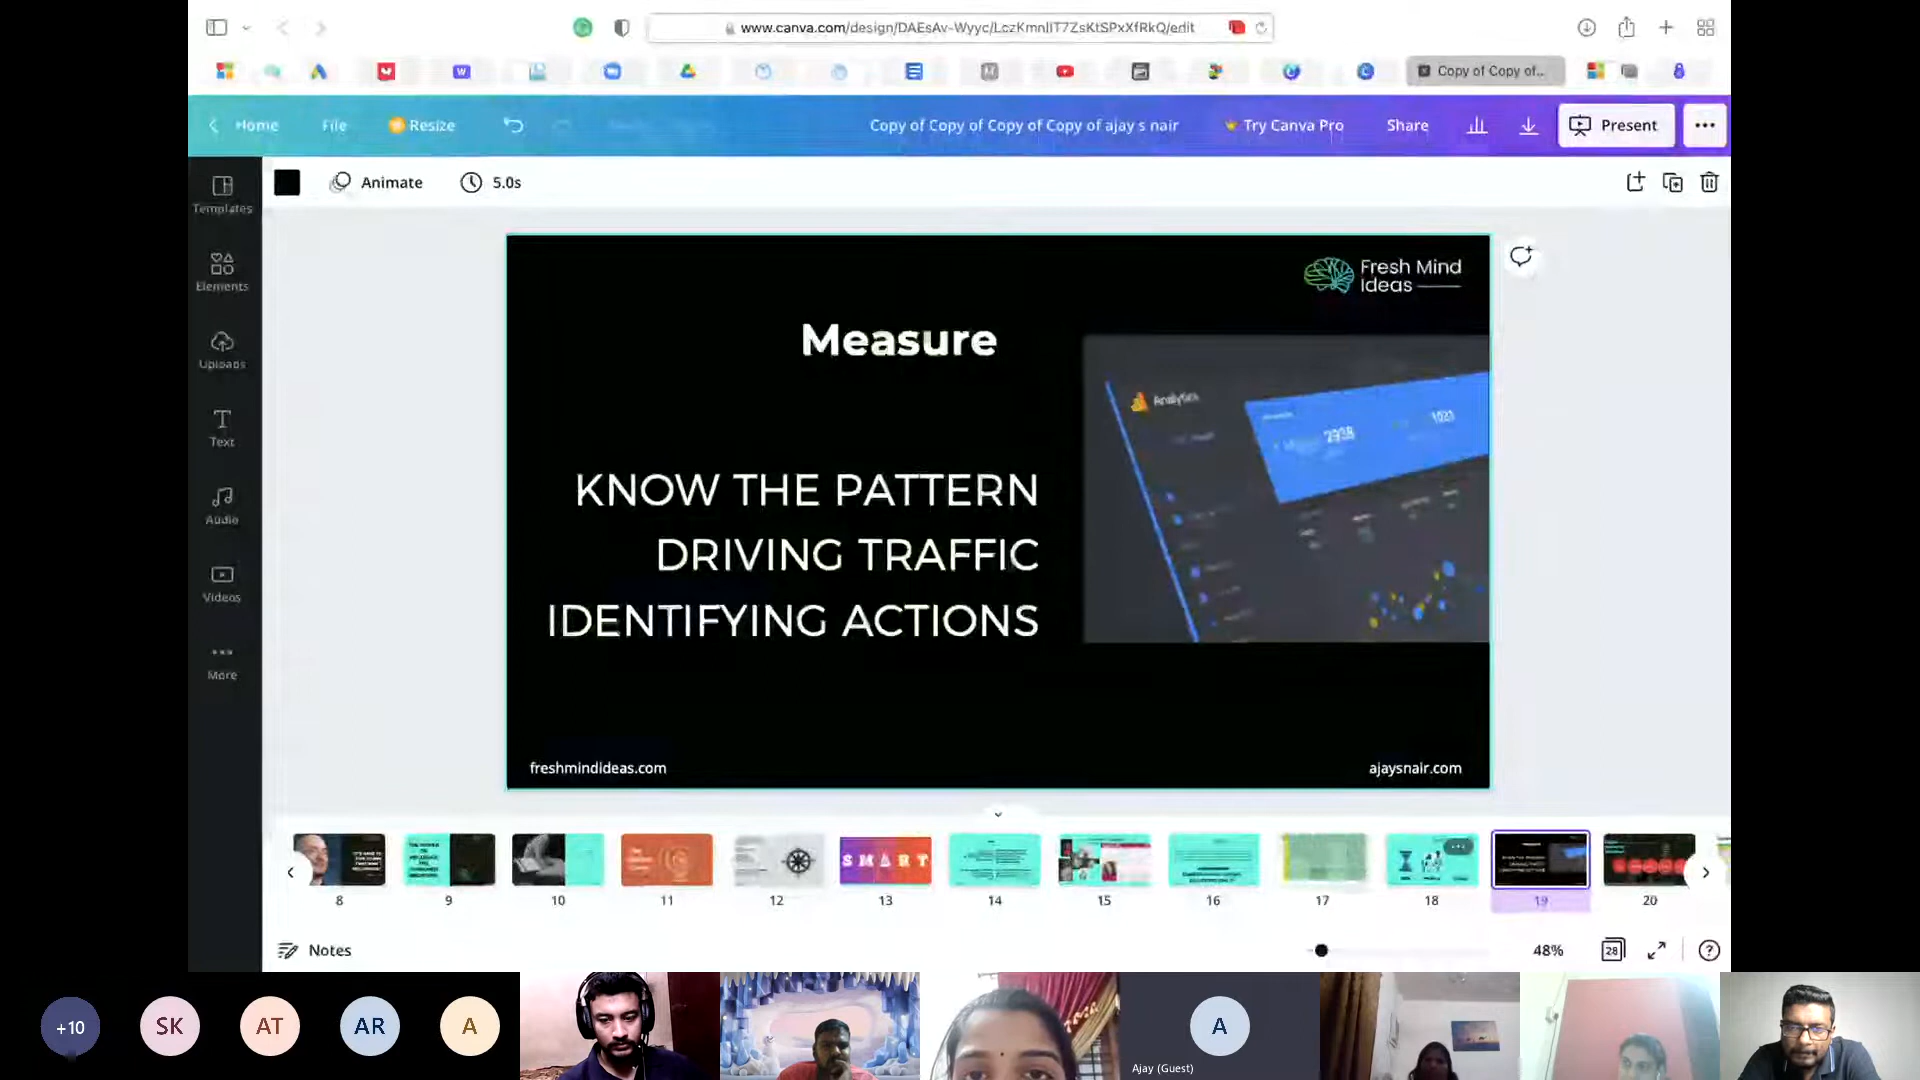 www.canva.com/design/DAEsAv-Wyyc/LczKmnlIT7ZsKtSPxXfRkQ/edit
Copy of Copy of...
Home
File
Resize
Copy of Copy of Copy of Copy of ajay s nair
Try Canva Pro
Share
Present
Templates
Elements
Uploads
Text
Audio
Videos
More
Animate
5.0s
Fresh Mind
Ideas
Measure
Analytics
2938
1021
KNOW THE PATTERN
DRIVING TRAFFIC
IDENTIFYING ACTIONS
freshmindideas.com
ajaysnair.com
SMART
8
9
10
11
12
13
14
15
16
17
18
19
20
Notes
48%
28
+10
SK
AT
AR
A
A
Ajay (Guest)